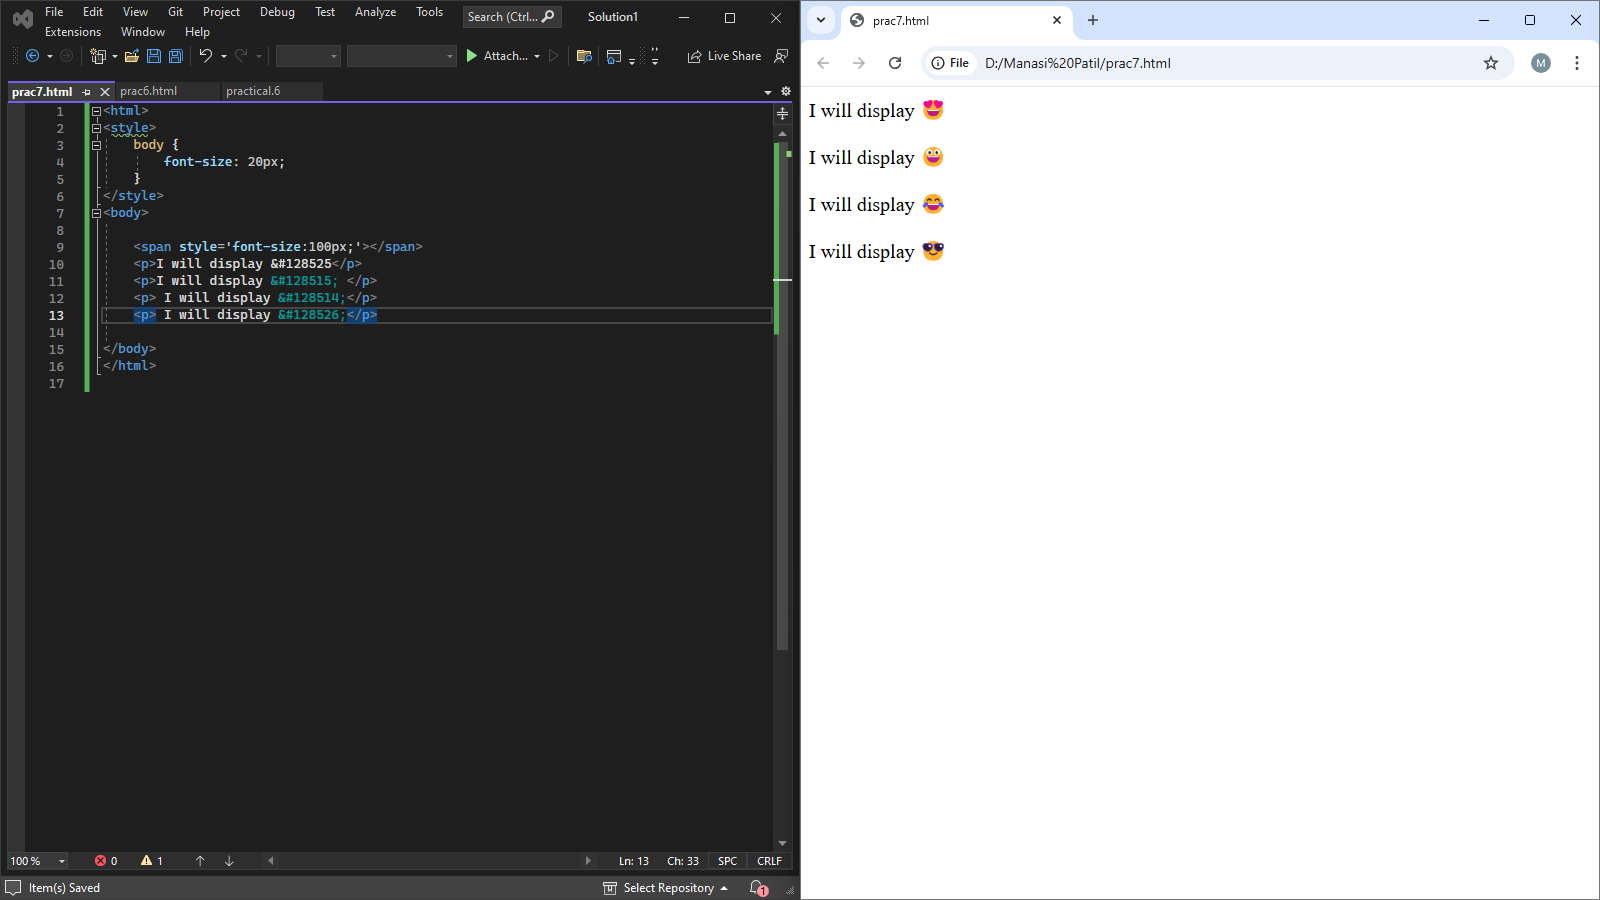 File Edit View Git Project Debug Test Analyze Tools Search (Ctrl... Solution1
Extensions Window Help
Attach... Live Share
prac7.html prac6.html practical.6
1 <html>
2 <style>
3 body {
4 font-size: 20px;
5 }
6 </style>
7 <body>
8
9 <span style='font-size:100px;'></span>
10 <p>I will display &#128525</p>
11 <p>I will display &#128515; </p>
12 <p> I will display &#128514;</p>
13 <p> I will display &#128526;</p>
14
15 </body>
16 </html>
17
100 % 0 1 Ln: 13 Ch: 33 SPC CRLF
Item(s) Saved Select Repository 1
prac7.html
File D:/Manasi%20Patil/prac7.html M
I will display 😍
I will display 😃
I will display 😂
I will display 😎